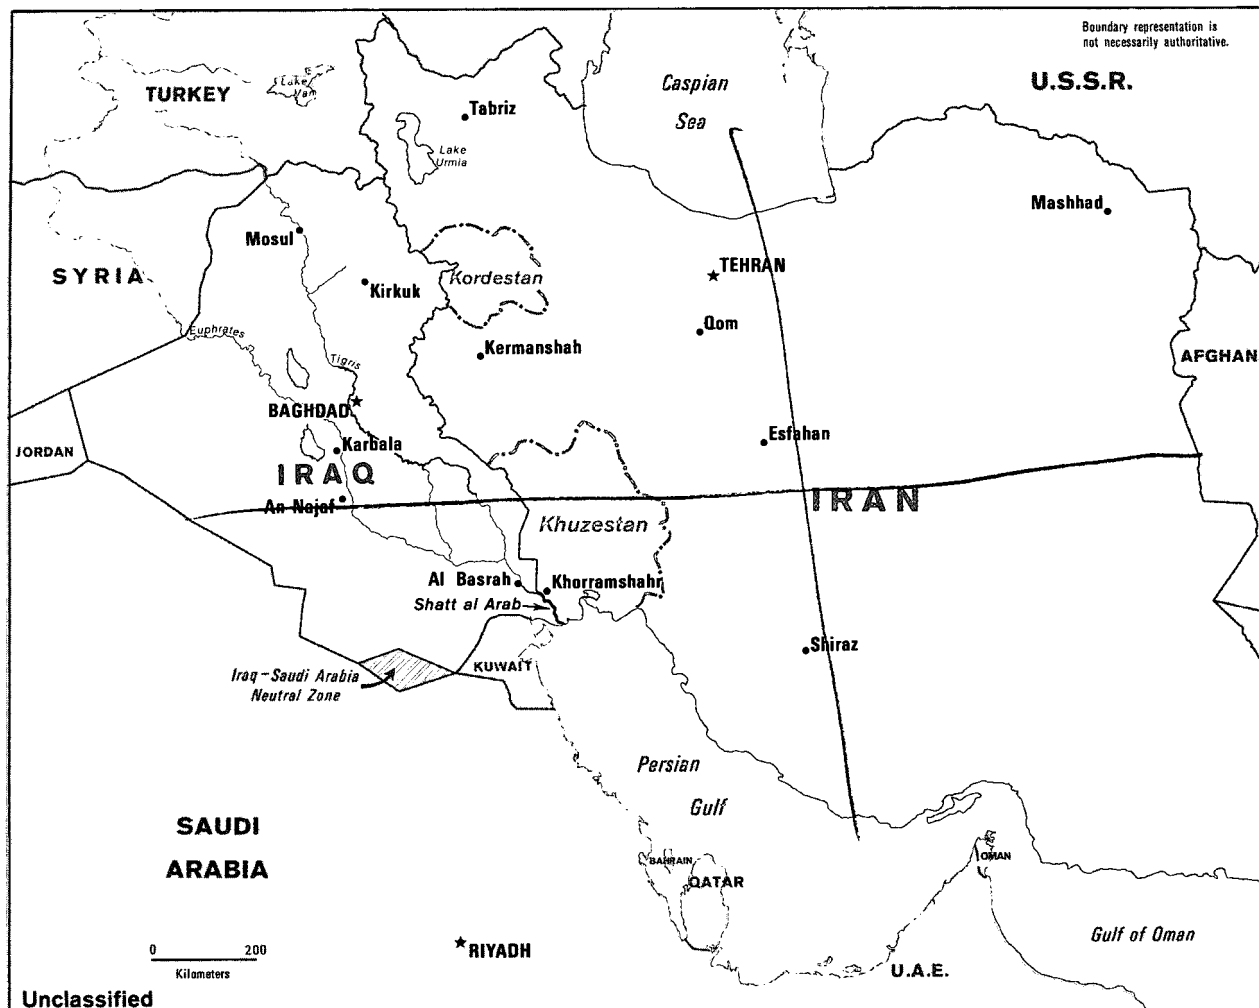 Boundary representation is
not necessarily authoritative.
TURKEY
Lake
Van
Tabriz
Lake
Urmia
Caspian
Sea
U.S.S.R.
Mashhad
Mosul
SYRIA
Kirkuk
Kordestan
TEHRAN
Qom
Euphrates
Tigris
Kermanshah
AFGHAN
BAGHDAD
Karbala
JORDAN
IRAQ
An Najaf
Esfahan
IRAN
Khuzestan
Al Basrah
Khorramshahr
Shatt al Arab
Shiraz
KUWAIT
Iraq-Saudi Arabia
Neutral Zone
Persian
Gulf
SAUDI
ARABIA
BAHRAIN
QATAR
OMAN
Gulf of Oman
RIYADH
U.A.E.
0 200
Kilometers
Unclassified